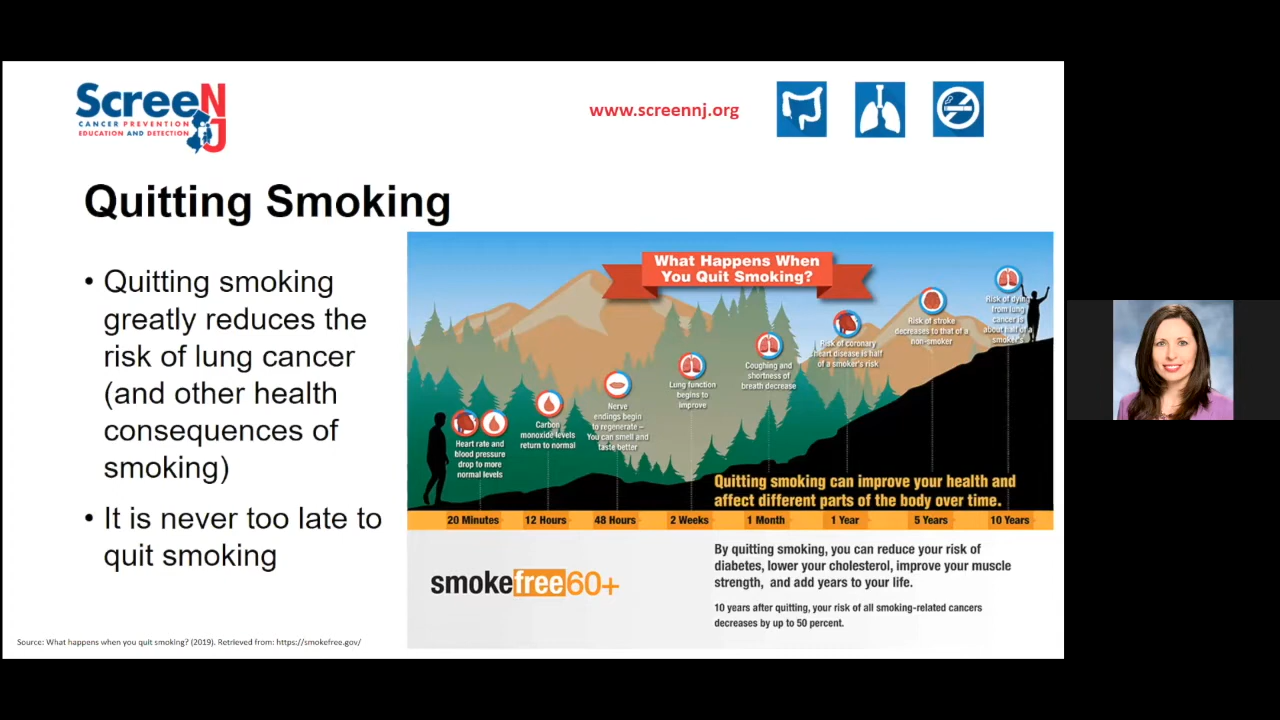 ScreeNJ
CANCER PREVENTION
EDUCATION AND DETECTION
www.screennj.org
Quitting Smoking
• Quitting smoking
greatly reduces the
risk of lung cancer
(and other health
consequences of
smoking)
• It is never too late to
quit smoking
What Happens When
You Quit Smoking?
Heart rate and
blood pressure
drop to more
normal levels
Carbon
monoxide levels
return to normal
Nerve
endings begin
to regenerate –
You can smell and
taste better
Lung function
begins to
improve
Coughing and
shortness of
breath decrease
Risk of coronary
heart disease is half
of a smoker's risk
Risk of stroke
decreases to that of a
non-smoker
Risk of dying
from lung
cancer is
about half of a
smoker's
Quitting smoking can improve your health and
affect different parts of the body over time.
20 Minutes
12 Hours
48 Hours
2 Weeks
1 Month
1 Year
5 Years
10 Years
smokefree60+
By quitting smoking, you can reduce your risk of
diabetes, lower your cholesterol, improve your muscle
strength, and add years to your life.
10 years after quitting, your risk of all smoking-related cancers
decreases by up to 50 percent.
Source: What happens when you quit smoking? (2019). Retrieved from: https://smokefree.gov/